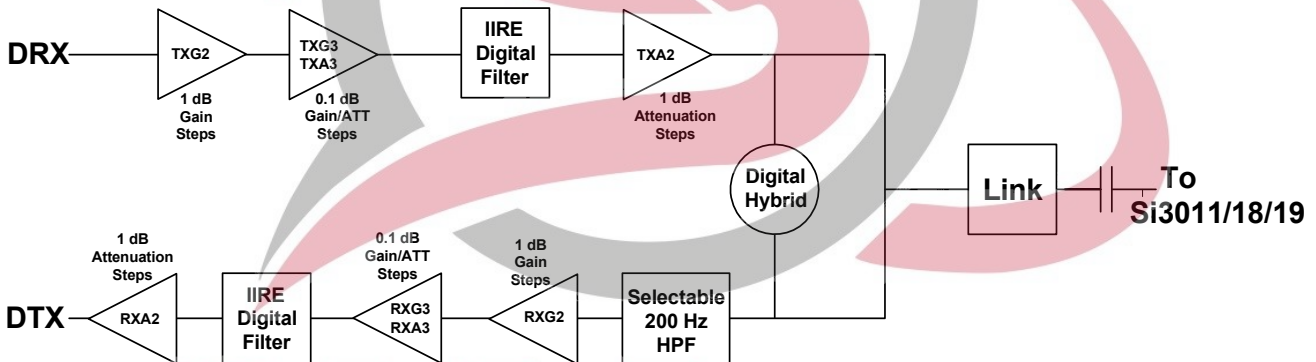 DRX
TXG2
1 dB
Gain
Steps
TXG3
TXA3
0.1 dB
Gain/ATT
Steps
IIRE
Digital
Filter
TXA2
1 dB
Attenuation
Steps
Digital
Hybrid
Link
To
Si3011/18/19
DTX
1 dB
Attenuation
Steps
RXA2
IIRE
Digital
Filter
0.1 dB
Gain/ATT
Steps
RXG3
RXA3
1 dB
Gain
Steps
RXG2
Selectable
200 Hz
HPF